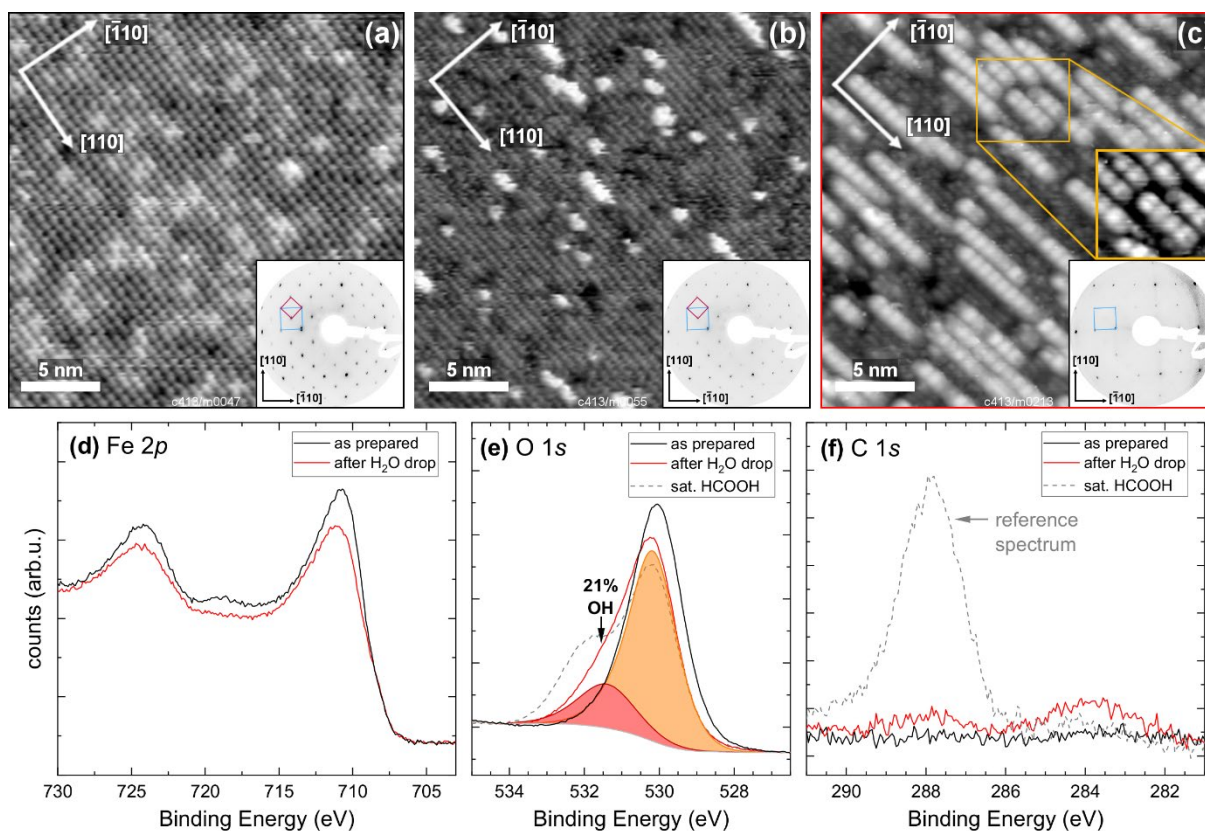 (a)
[1̅10]
[110]
5 nm
[110]
[1̅10]
c413/m0047
(b)
[1̅10]
[110]
5 nm
[110]
[1̅10]
c413/m0055
(c)
[1̅10]
[110]
5 nm
[110]
[1̅10]
c413/m0213
(d) Fe 2p
as prepared
after H₂O drop
counts (arb.u.)
730 725 720 715 710 705
Binding Energy (eV)
(e) O 1s
as prepared
after H₂O drop
sat. HCOOH
21%
OH
534 532 530 528
Binding Energy (eV)
(f) C 1s
as prepared
after H₂O drop
sat. HCOOH
reference
spectrum
290 288 286 284 282
Binding Energy (eV)